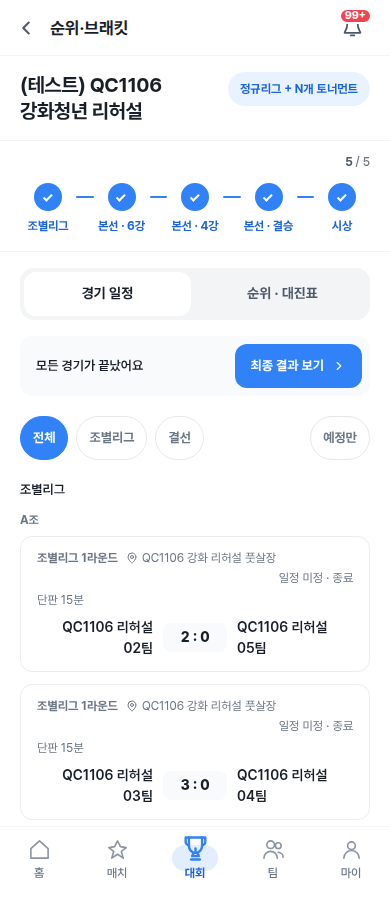 순위·브래킷
99+
(테스트) QC1106
강화청년 리허설
정규리그 + N개 토너먼트
5 / 5
조별리그
본선 · 6강
본선 · 4강
본선 · 결승
시상
경기 일정
순위 · 대진표
모든 경기가 끝났어요
최종 결과 보기
전체
조별리그
결선
예정만
조별리그
A조
조별리그 1라운드 QC1106 강화 리허설 풋살장
일정 미정 · 종료
단판 15분
QC1106 리허설
02팀
2 : 0
QC1106 리허설
05팀
조별리그 1라운드 QC1106 강화 리허설 풋살장
일정 미정 · 종료
단판 15분
QC1106 리허설
03팀
3 : 0
QC1106 리허설
04팀
홈
매치
대회
팀
마이